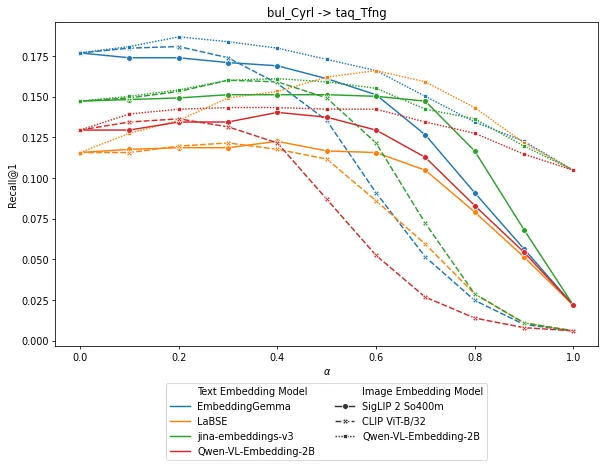 bul_Cyrl -> taq_Tfng
Recall@1
0.175
0.150
0.125
0.100
0.075
0.050
0.025
0.000
0.0
0.2
0.4
0.6
0.8
1.0
α
Text Embedding Model
EmbeddingGemma
LaBSE
jina-embeddings-v3
Qwen-VL-Embedding-2B
Image Embedding Model
SigLIP 2 So400m
CLIP ViT-B/32
Qwen-VL-Embedding-2B